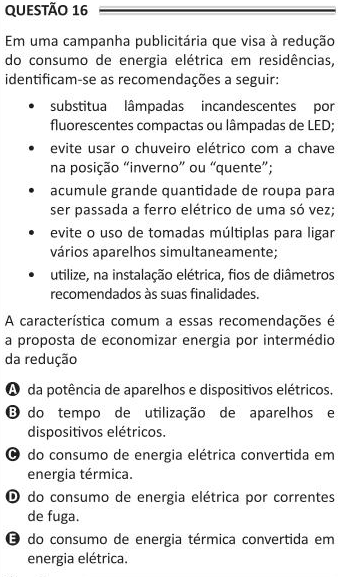 QUESTÃO 16
Em uma campanha publicitária que visa à redução
do consumo de energia elétrica em residências,
identificam-se as recomendações a seguir:
• substitua lâmpadas incandescentes por
fluorescentes compactas ou lâmpadas de LED;
• evite usar o chuveiro elétrico com a chave
na posição “inverno” ou “quente”;
• acumule grande quantidade de roupa para
ser passada a ferro elétrico de uma só vez;
• evite o uso de tomadas múltiplas para ligar
vários aparelhos simultaneamente;
• utilize, na instalação elétrica, fios de diâmetros
recomendados às suas finalidades.
A característica comum a essas recomendações é
a proposta de economizar energia por intermédio
da redução
A da potência de aparelhos e dispositivos elétricos.
B do tempo de utilização de aparelhos e
dispositivos elétricos.
C do consumo de energia elétrica convertida em
energia térmica.
D do consumo de energia elétrica por correntes
de fuga.
E do consumo de energia térmica convertida em
energia elétrica.